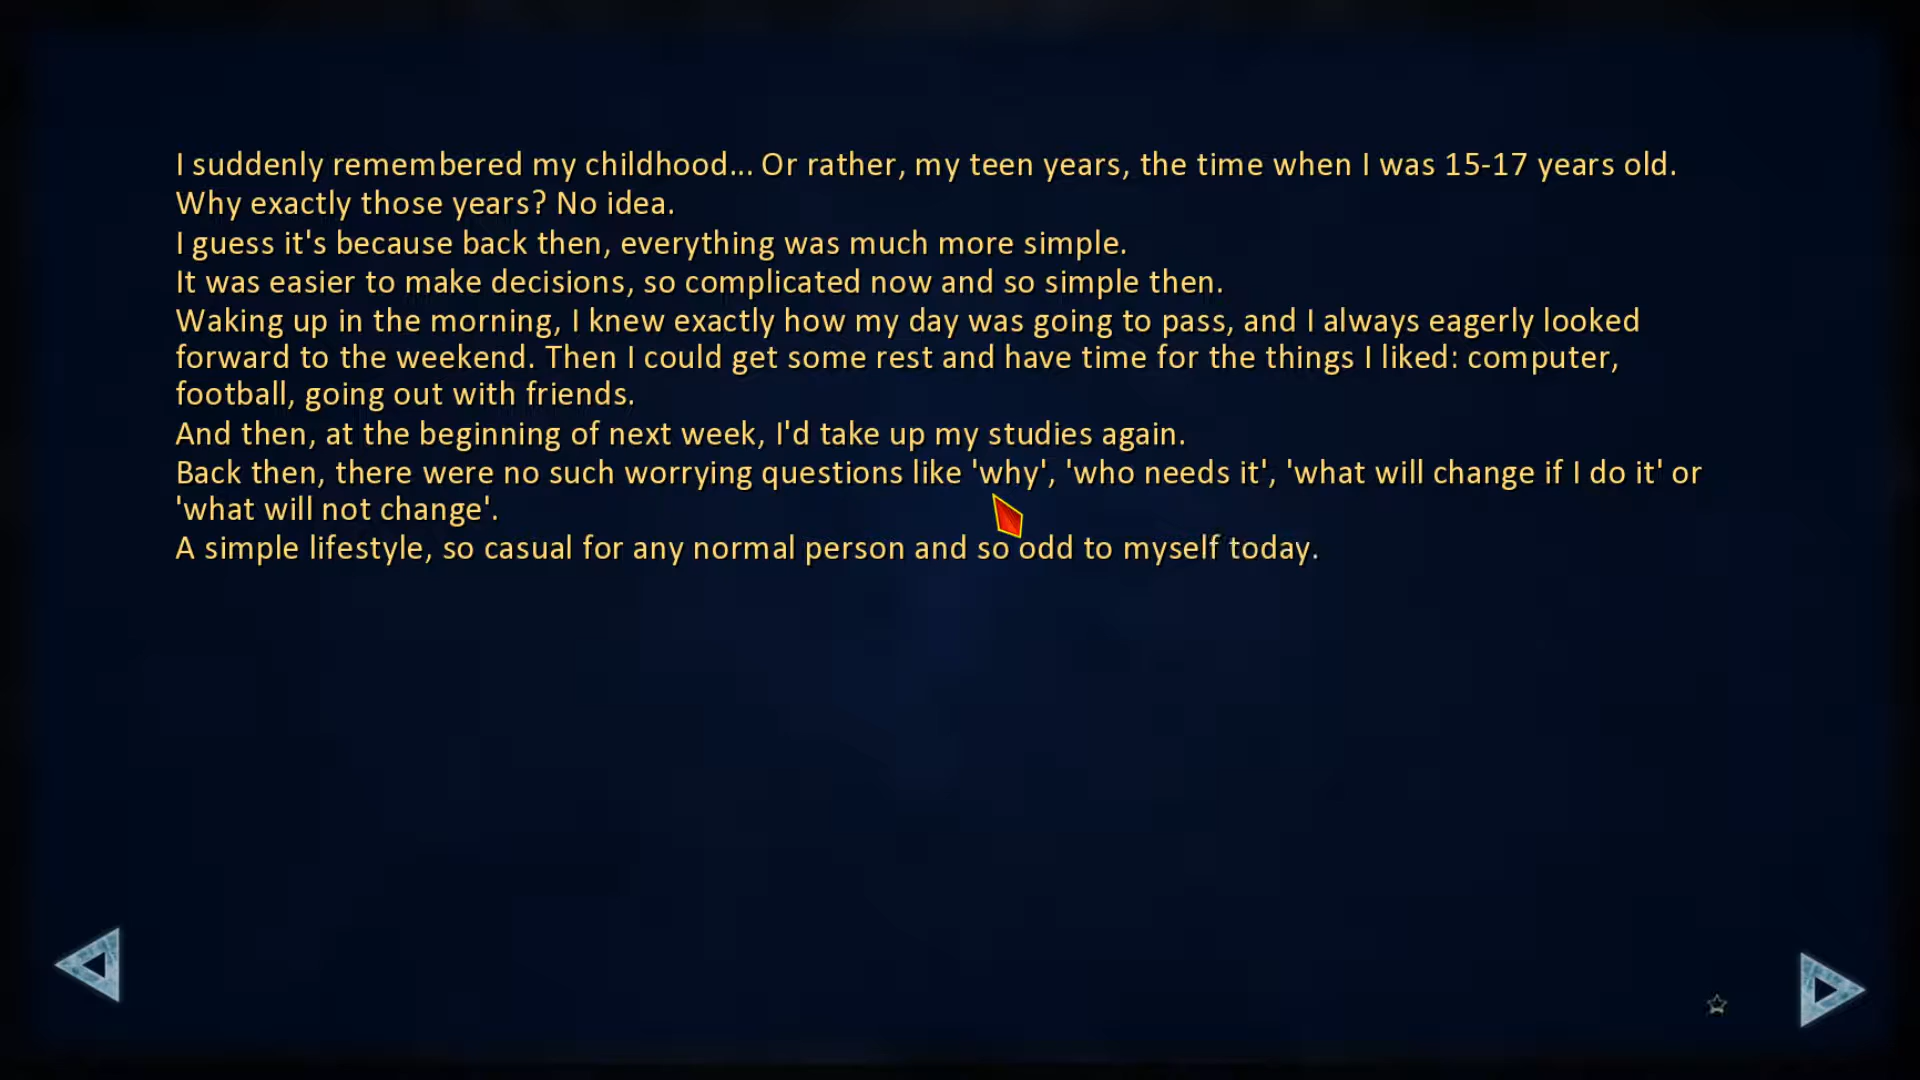 I suddenly remembered my childhood... Or rather, my teen years, the time when I was 15-17 years old.
Why exactly those years? No idea.
I guess it's because back then, everything was much more simple.
It was easier to make decisions, so complicated now and so simple then.
Waking up in the morning, I knew exactly how my day was going to pass, and I always eagerly looked
forward to the weekend. Then I could get some rest and have time for the things I liked: computer,
football, going out with friends.
And then, at the beginning of next week, I'd take up my studies again.
Back then, there were no such worrying questions like 'why', 'who needs it', 'what will change if I do it' or
'what will not change'.
A simple lifestyle, so casual for any normal person and so odd to myself today.